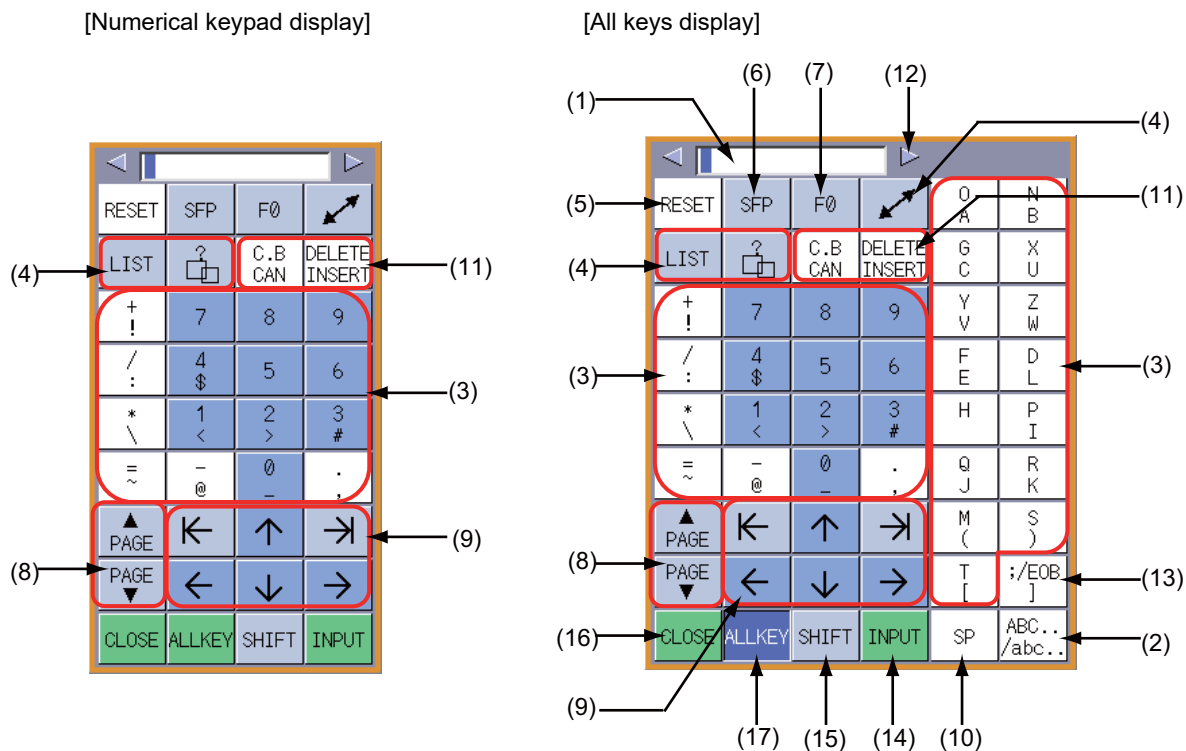 [Numerical keypad display]
[All keys display]
RESET SFP F0
LIST ? C.B CAN DELETE INSERT
+ ! 7 8 9
/ : 4 $ 5 6
* \ 1 < 2 > 3 #
= ~ - @ 0 _ . ,
PAGE
PAGE
CLOSE ALLKEY SHIFT INPUT
(4)
(11)
(3)
(8)
(9)
(6) (7) (12)
(1)
(4)
(5)
(11)
(4)
(3)
(3)
(8)
(13)
(16)
(2)
(9)
(17) (15) (14) (10)
RESET SFP F0 O A N B
LIST ? C.B CAN DELETE INSERT G C X U
+ ! 7 8 9 Y V Z W
/ : 4 $ 5 6 F E D L
* \ 1 < 2 > 3 # H P I
= ~ - @ 0 _ . , Q J R K
PAGE M ( S )
PAGE T [ ;/EOB ]
CLOSE ALLKEY SHIFT INPUT SP ABC.. /abc..